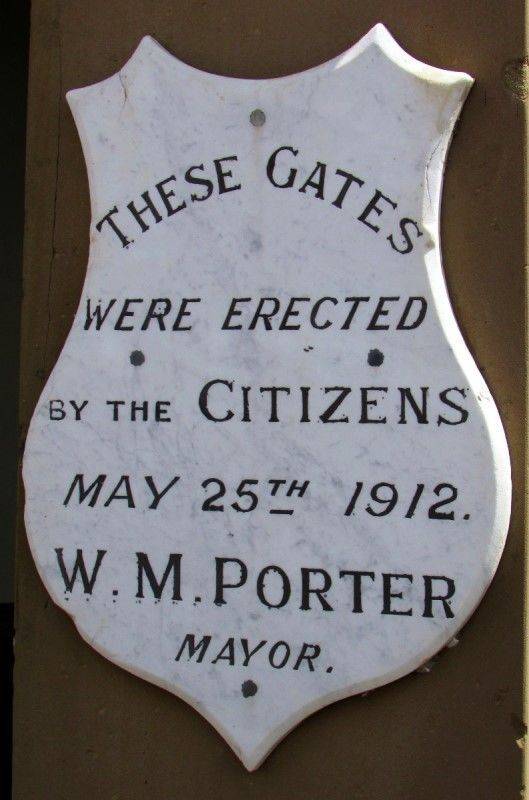 THESE GATES
WERE ERECTED
BY THE CITIZENS
MAY 25TH 1912.
W. M. PORTER
MAYOR.